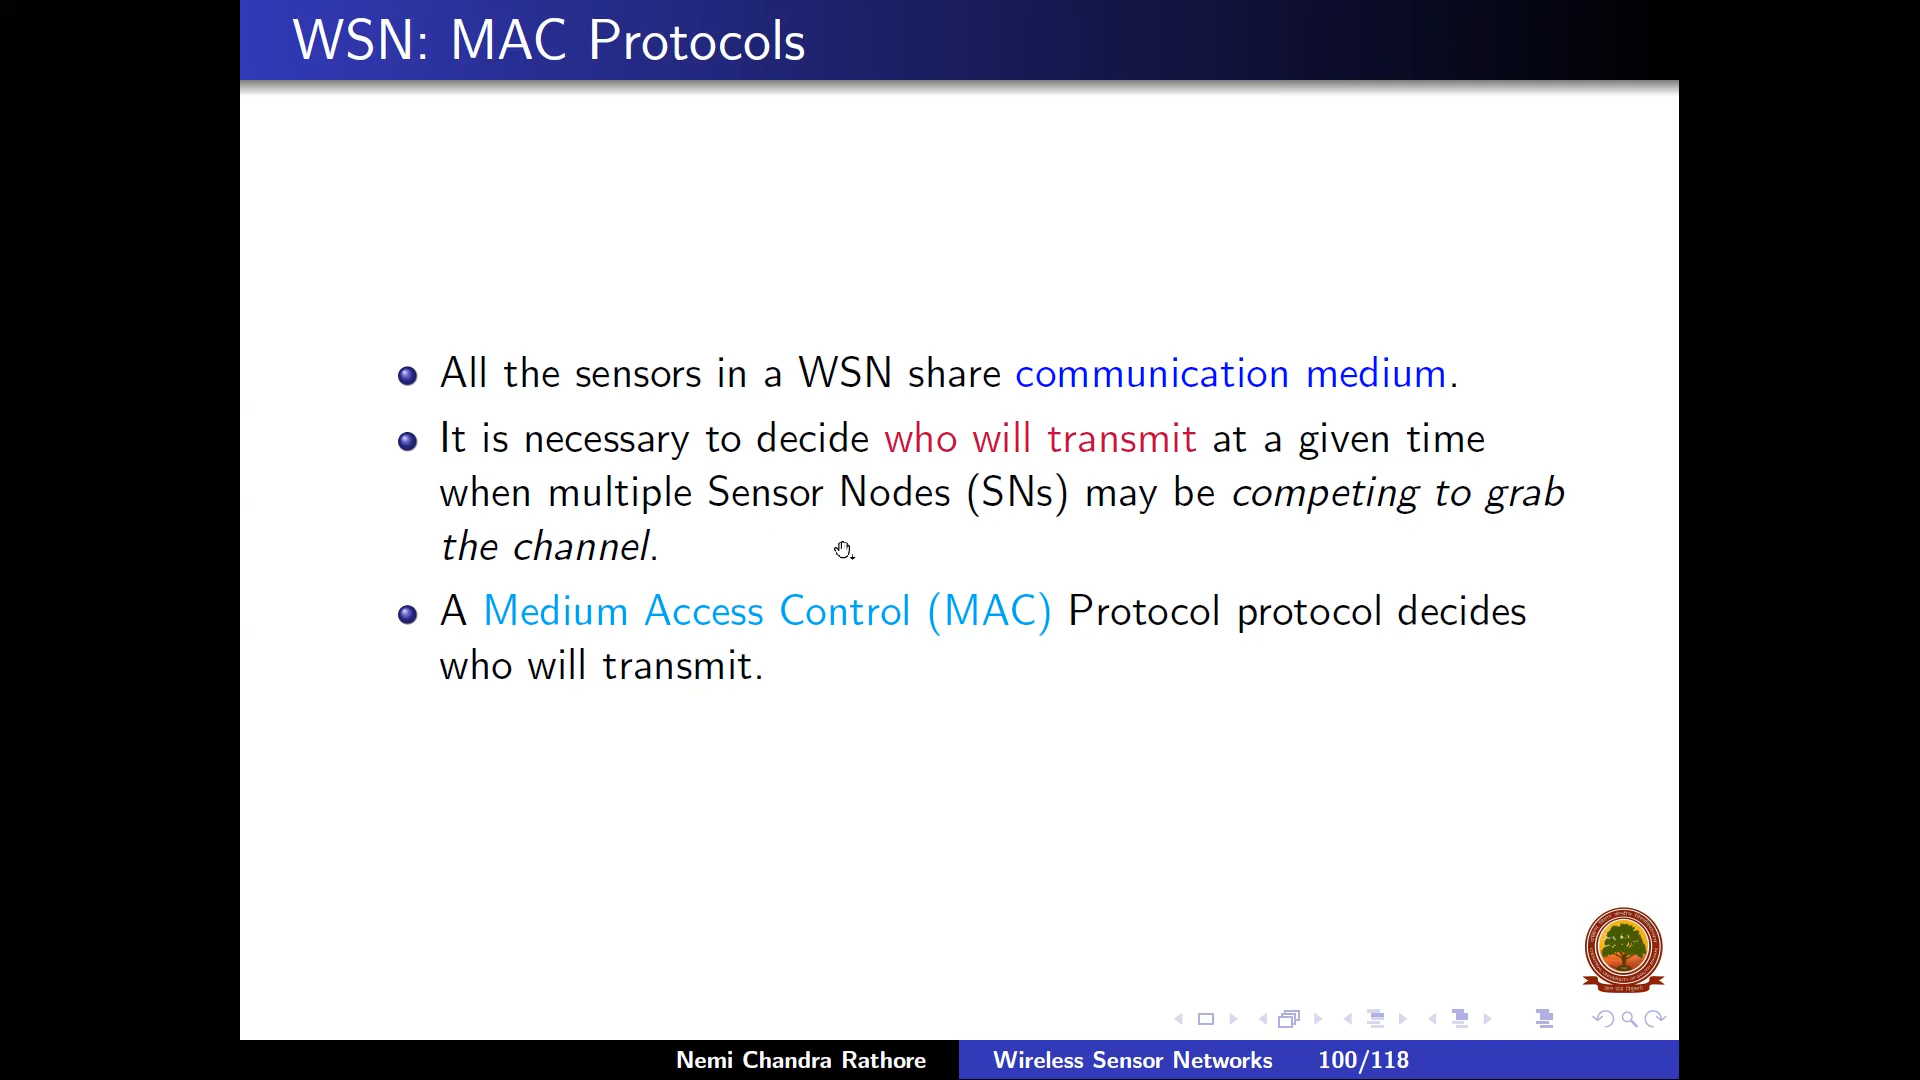 WSN: MAC Protocols
All the sensors in a WSN share communication medium.
It is necessary to decide who will transmit at a given time
when multiple Sensor Nodes (SNs) may be competing to grab
the channel.
A Medium Access Control (MAC) Protocol protocol decides
who will transmit.
Nemi Chandra Rathore
Wireless Sensor Networks
100/118